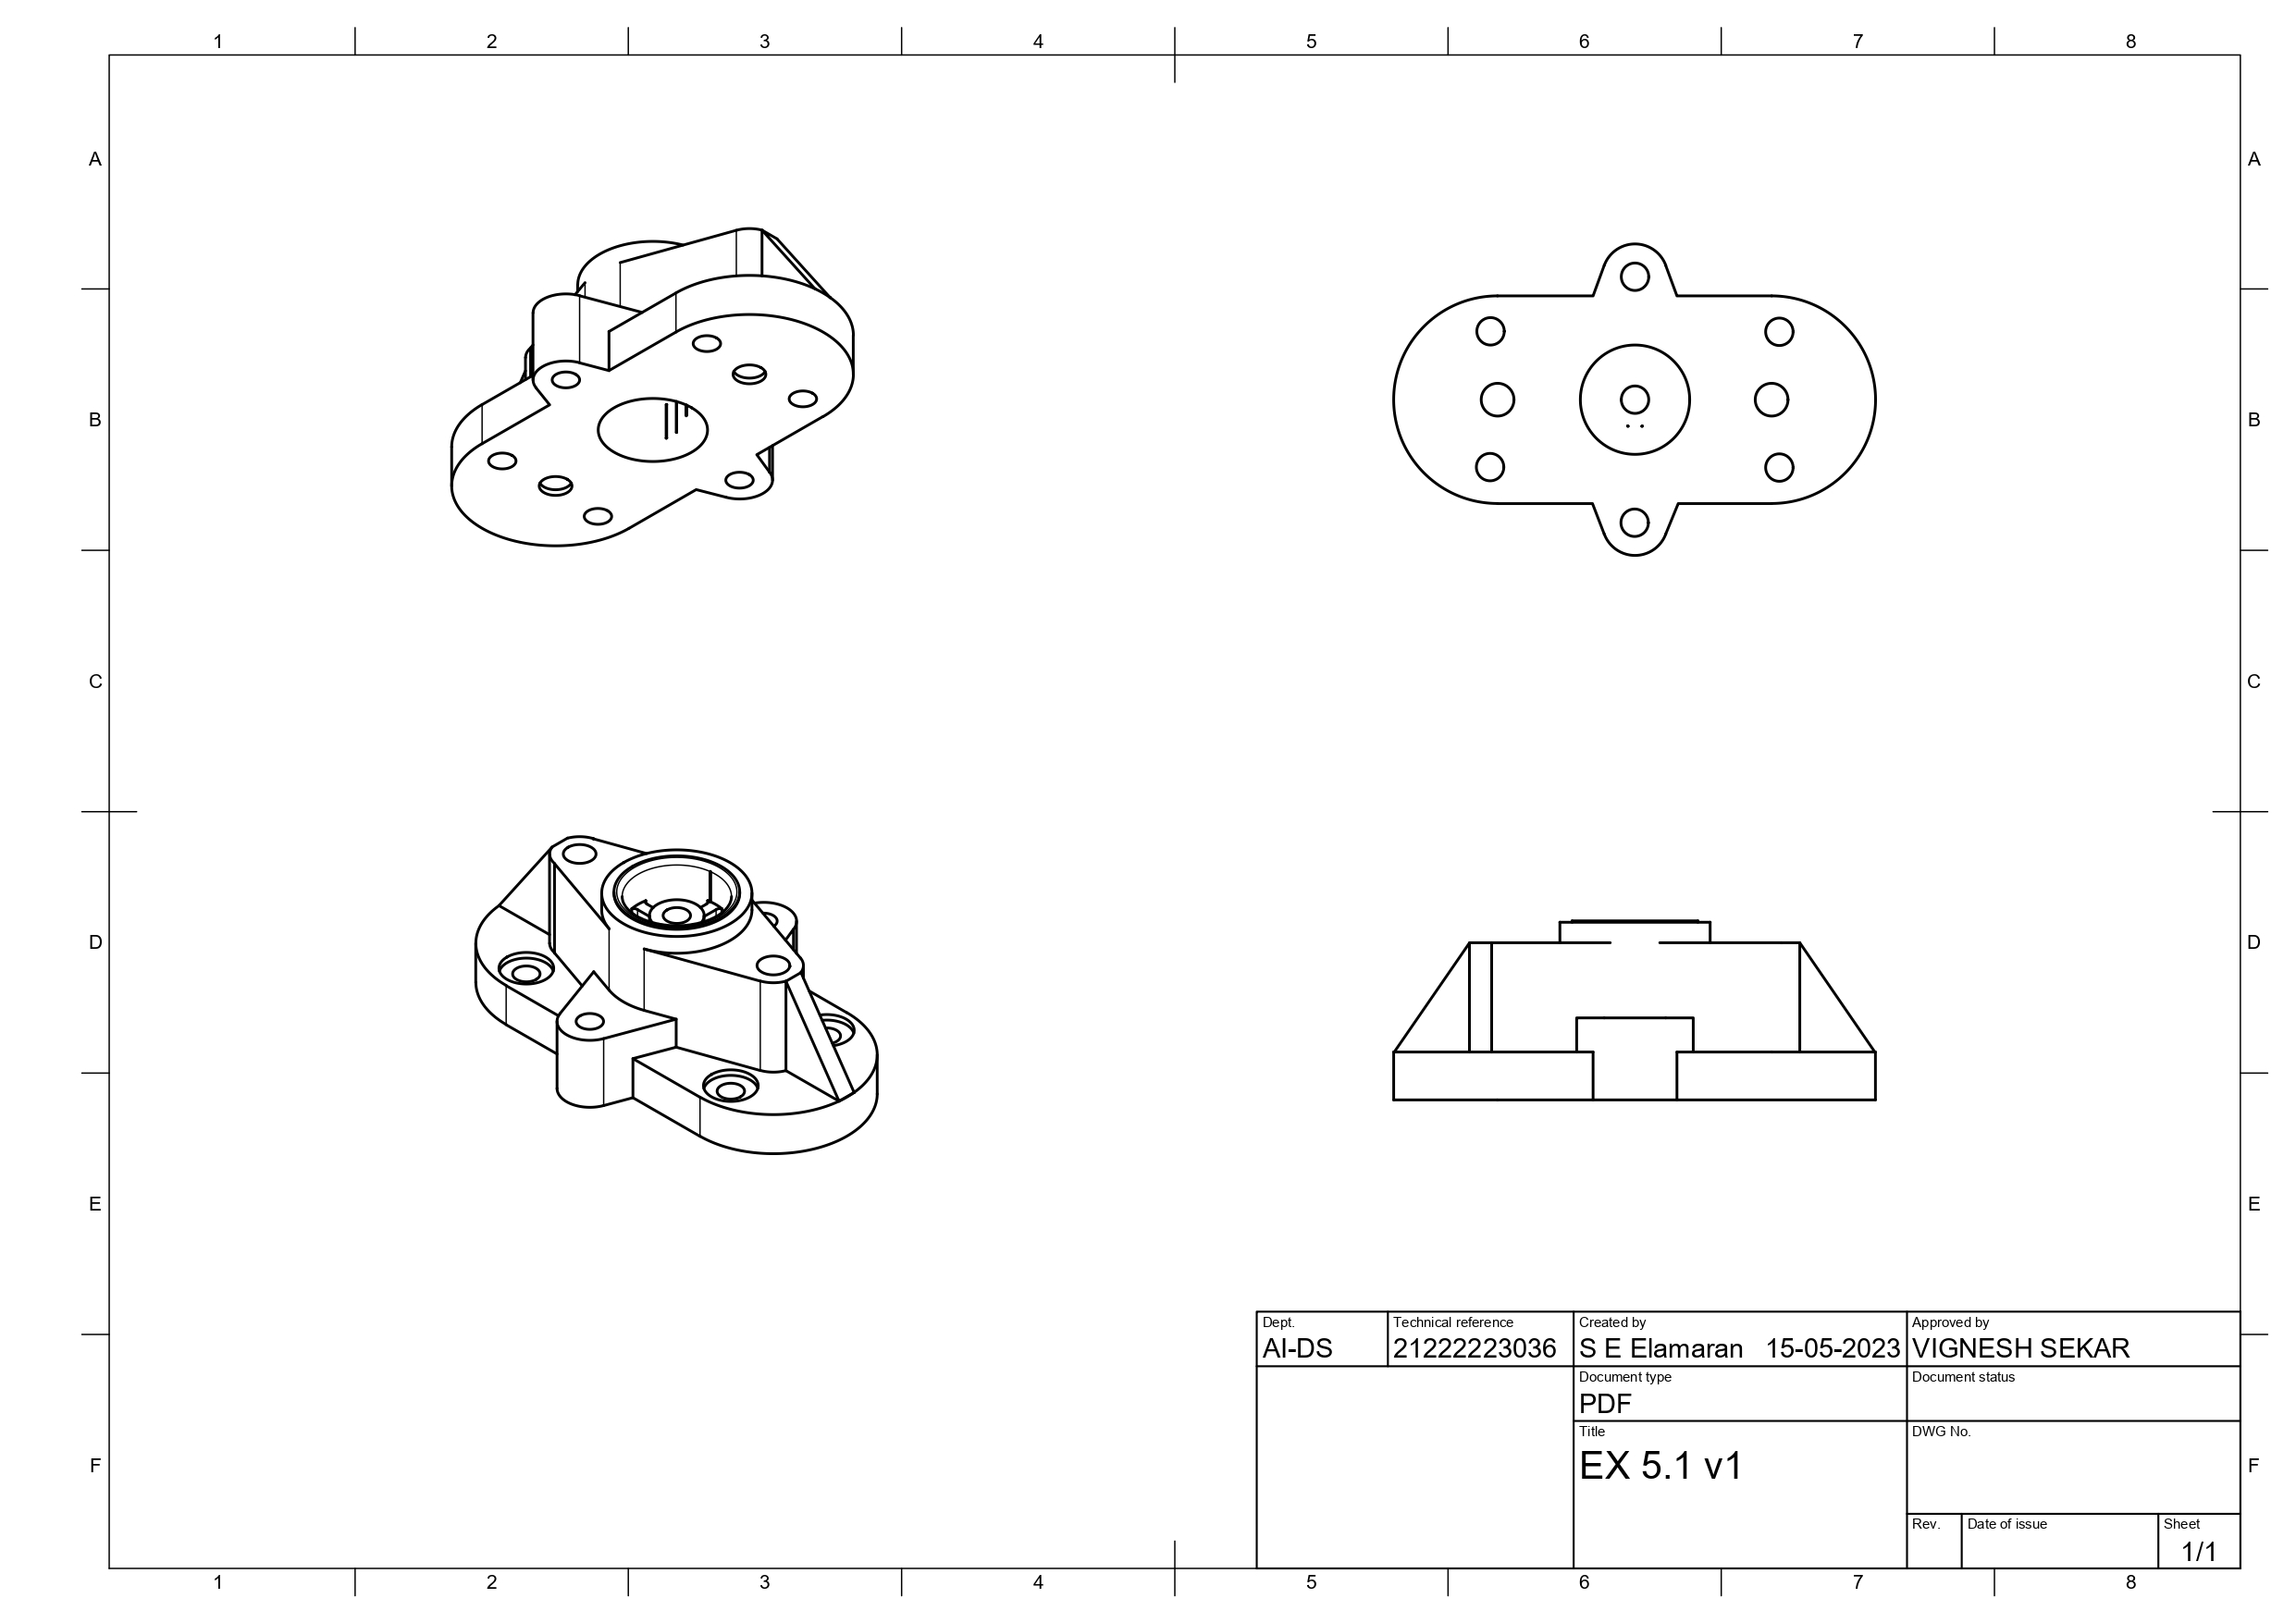 1 2 3 4 5 6 7 8
A A
B B
C C
D D
E E
F F
Dept. Technical reference Created by Approved by
AI-DS 21222223036 S E Elamaran 15-05-2023 VIGNESH SEKAR
Document type Document status
PDF
Title DWG No.
EX 5.1 v1
Rev. Date of issue Sheet
1/1
1 2 3 4 5 6 7 8